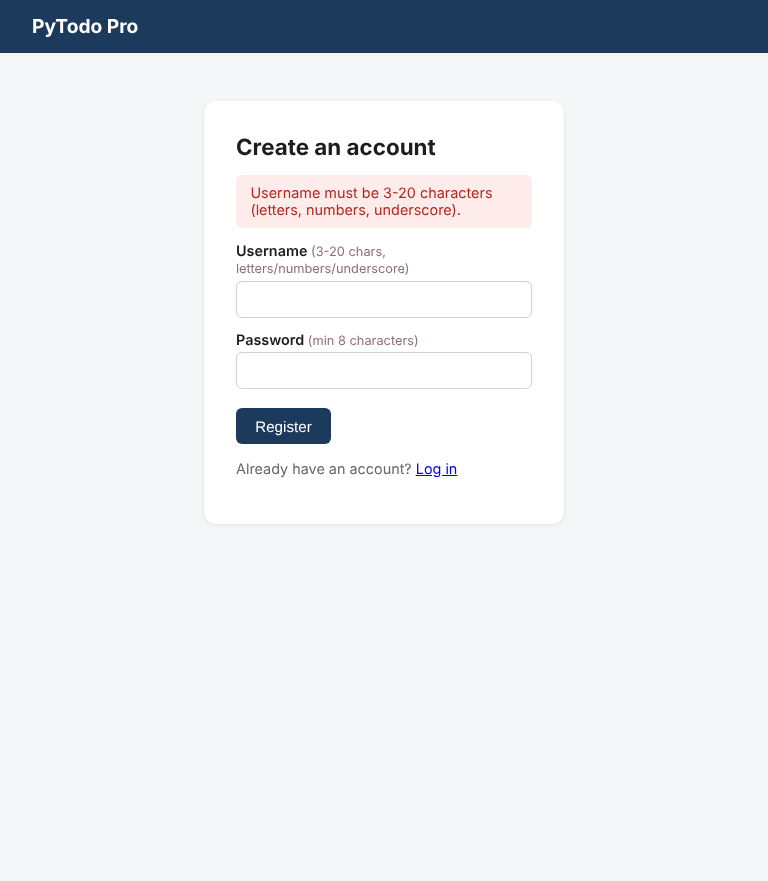 PyTodo Pro
Create an account
Username must be 3-20 characters
(letters, numbers, underscore).
Username (3-20 chars,
letters/numbers/underscore)
Password (min 8 characters)
Register
Already have an account? Log in